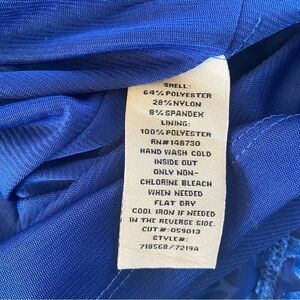 SHELL:
64% POLYESTER
28% NYLON
8% SPANDEX
LINING:
100% POLYESTER
RN# 148730
HAND WASH COLD
INSIDE OUT
ONLY NON-
CHLORINE BLEACH
WHEN NEEDED
FLAT DRY
COOL IRON IF NEEDED
IN THE REVERSE SIDE.
CUT #: 059013
STYLE#:
71856B/7219A